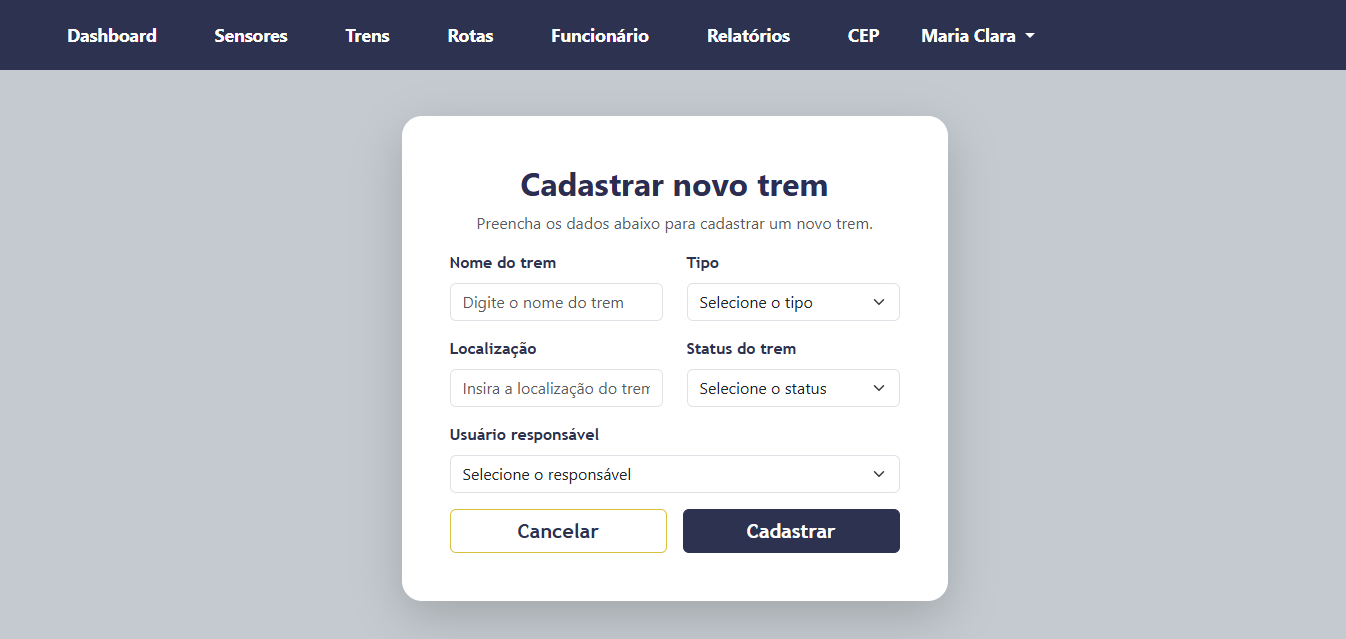 Dashboard Sensores Trens Rotas Funcionário Relatórios CEP Maria Clara
Cadastrar novo trem
Preencha os dados abaixo para cadastrar um novo trem.
Nome do trem Tipo
Digite o nome do trem Selecione o tipo
Localização Status do trem
Insira a localização do trem Selecione o status
Usuário responsável
Selecione o responsável
Cancelar Cadastrar